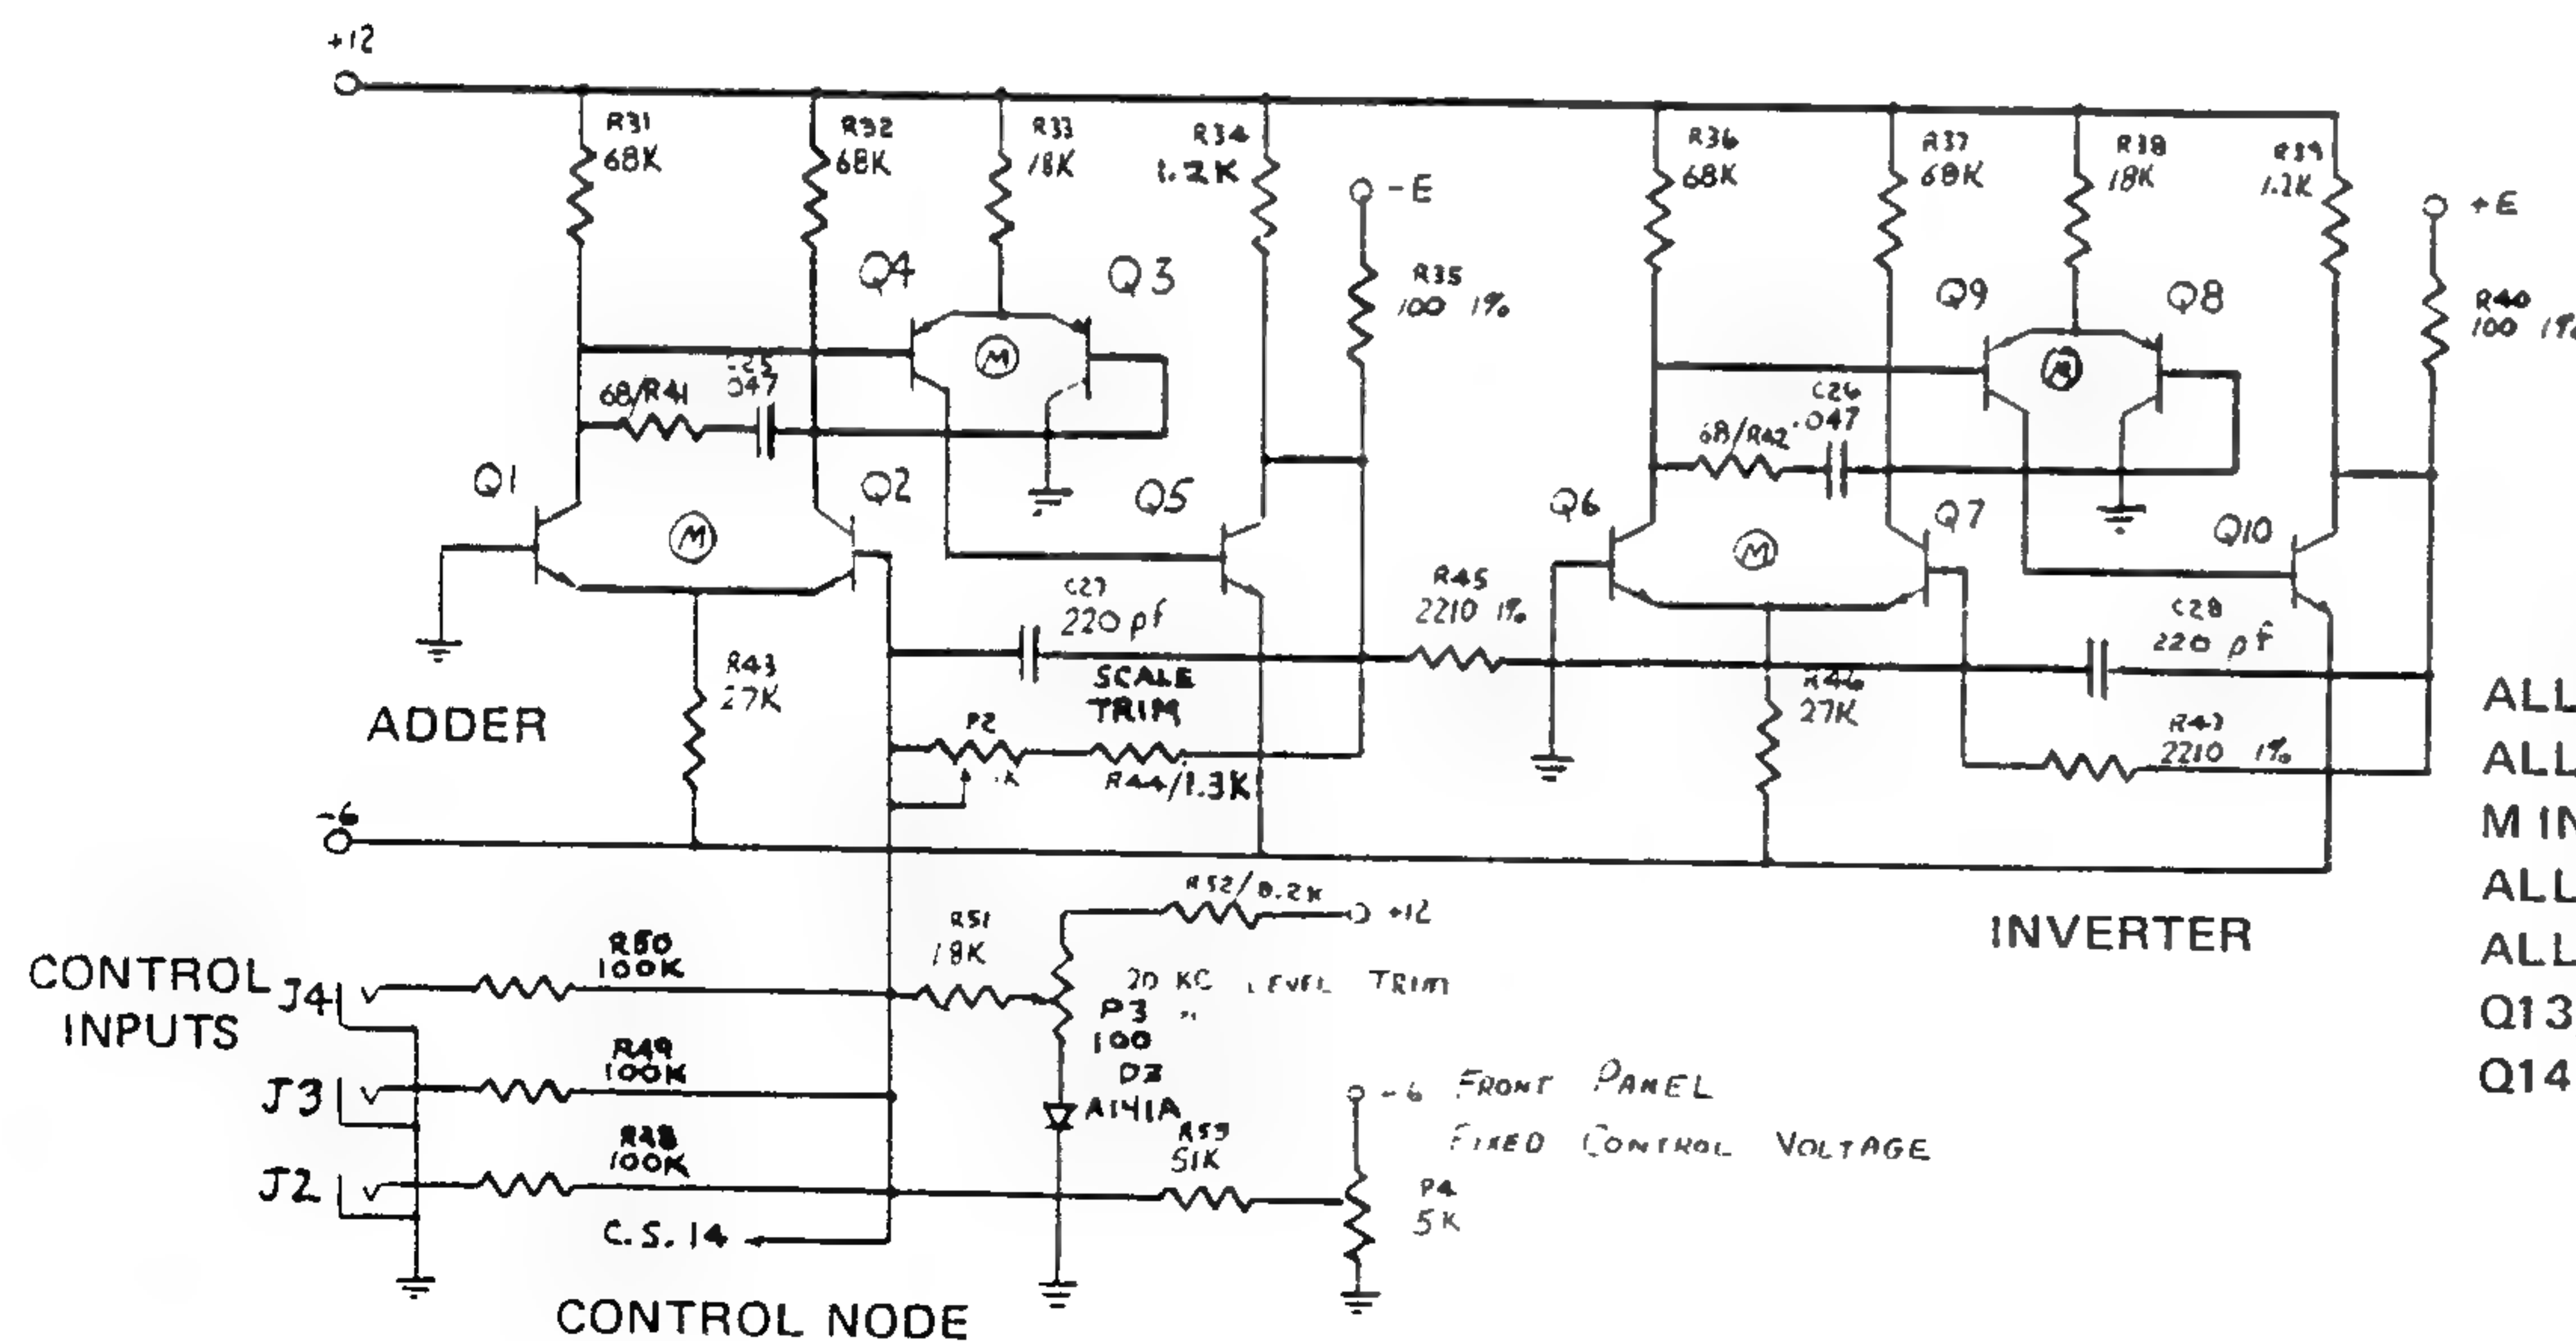 +12
R31
68K
R32
68K
R33
18K
R34
1.2K
-E
R35
100 1%
R36
68K
R37
68K
R38
18K
R39
1.2K
+E
R40
100 1%
Q4
Q3
Q9
Q8
M
M
68/R41
C25
047
68/R42
C26
.047
Q1
M
Q2
Q5
Q6
M
Q7
Q10
C27
220 pf
R45
2210 1%
C28
220 pf
R43
27K
SCALE
TRIM
R46
27K
ADDER
P2
R44/1.3K
R47
2210 1%
-6
R52/8.2K
+12
INVERTER
R51
18K
CONTROL
INPUTS
J4
R50
100K
20 KC LEVEL TRIM
P3
100
J3
R49
100K
A141A
-6 FRONT PANEL
FIXED CONTROL VOLTAGE
J2
R48
100K
R53
51K
P4
5K
C.S. 14
CONTROL NODE
ALL
ALL
M IN
ALL
ALL
Q13
Q14